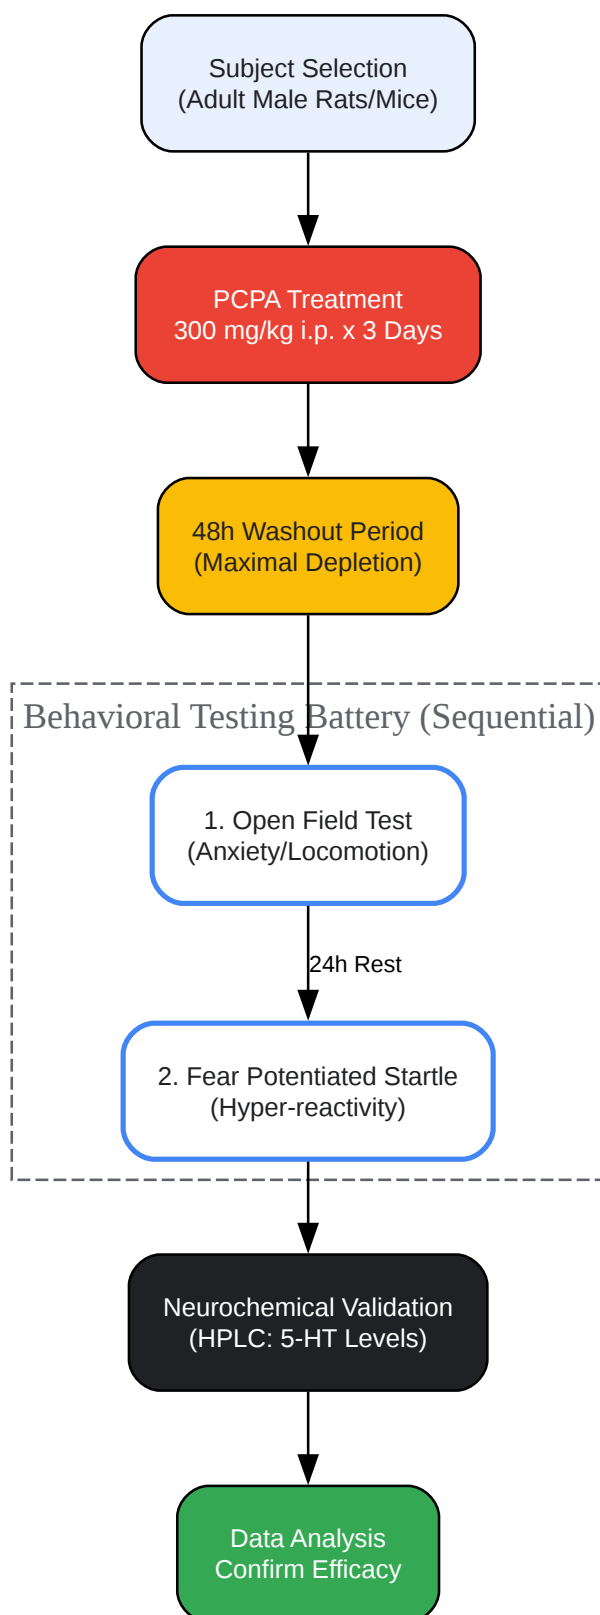 Subject Selection
(Adult Male Rats/Mice)
PCPA Treatment
300 mg/kg i.p. x 3 Days
48h Washout Period
(Maximal Depletion)
Behavioral Testing Battery (Sequential)
1. Open Field Test
(Anxiety/Locomotion)
24h Rest
2. Fear Potentiated Startle
(Hyper-reactivity)
Neurochemical Validation
(HPLC: 5-HT Levels)
Data Analysis
Confirm Efficacy